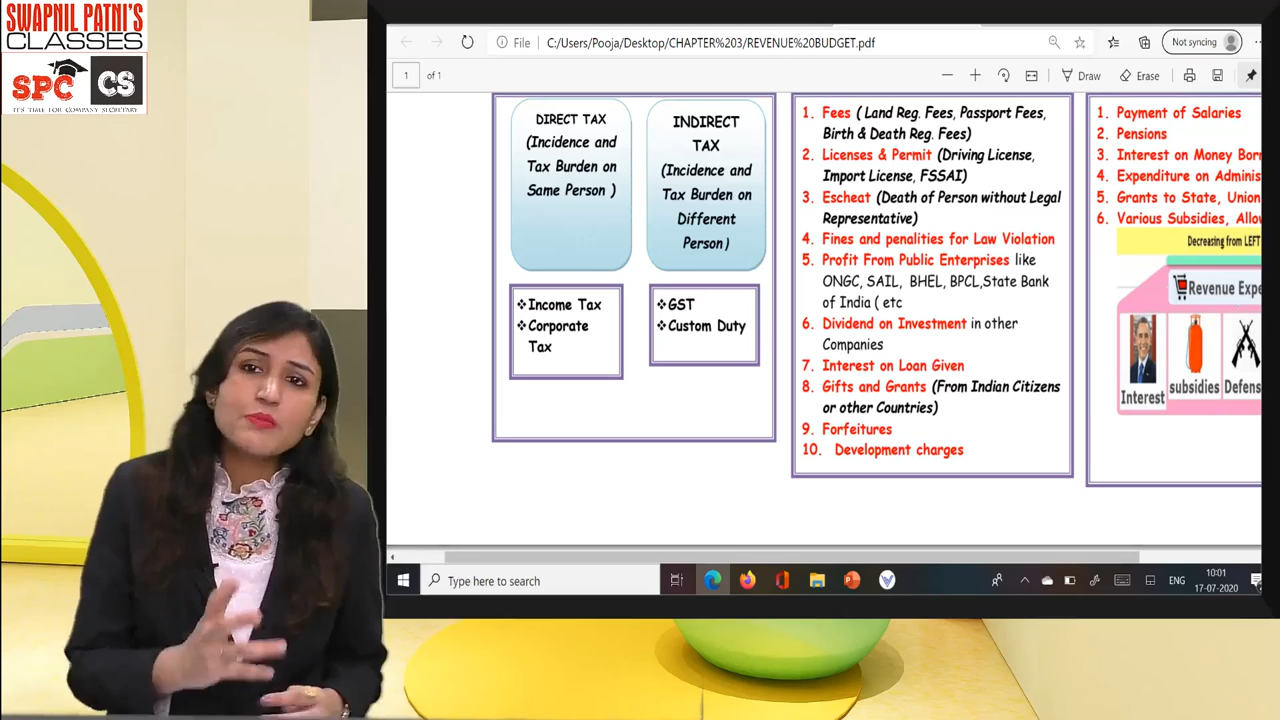 SWAPNIL PATNI'S
CLASSES
SPC CS
IT'S TIME FOR COMPANY SECRETARY
File C:/Users/Pooja/Desktop/CHAPTER%203/REVENUE%20BUDGET.pdf
Not syncing
1 of 1
Draw
Erase
DIRECT TAX
(Incidence and
Tax Burden on
Same Person )
INDIRECT
TAX
(Incidence and
Tax Burden on
Different
Person)
❖Income Tax
❖Corporate
Tax
❖GST
❖Custom Duty
1. Fees ( Land Reg. Fees, Passport Fees,
Birth & Death Reg. Fees)
2. Licenses & Permit (Driving License,
Import License, FSSAI)
3. Escheat (Death of Person without Legal
Representative)
4. Fines and penalities for Law Violation
5. Profit From Public Enterprises like
ONGC, SAIL, BHEL, BPCL,State Bank
of India ( etc
6. Dividend on Investment in other
Companies
7. Interest on Loan Given
8. Gifts and Grants (From Indian Citizens
or other Countries)
9. Forfeitures
10. Development charges
1. Payment of Salaries
2. Pensions
3. Interest on Money Borr
4. Expenditure on Adminis
5. Grants to State, Union
6. Various Subsidies, Allo
Decreasing from LEFT
Revenue Expe
Interest
subsidies
Defens
Type here to search
ENG
10:01
17-07-2020